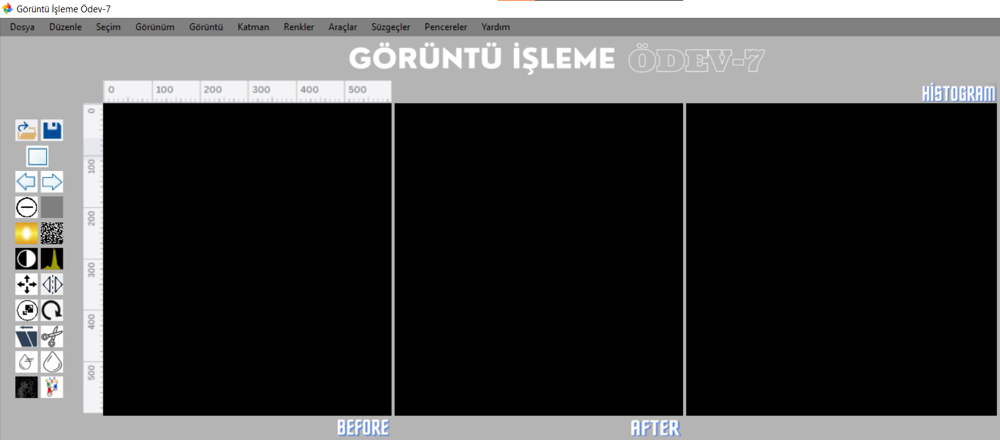 Görüntü İşleme Ödev-7
Dosya Düzenle Seçim Görünüm Görüntü Katman Renkler Araçlar Süzgeçler Pencereler Yardım
GÖRÜNTÜ İŞLEME ÖDEV-7
0 100 200 300 400 500
HİSTOGRAM
0
100
200
300
400
500
BEFORE
AFTER